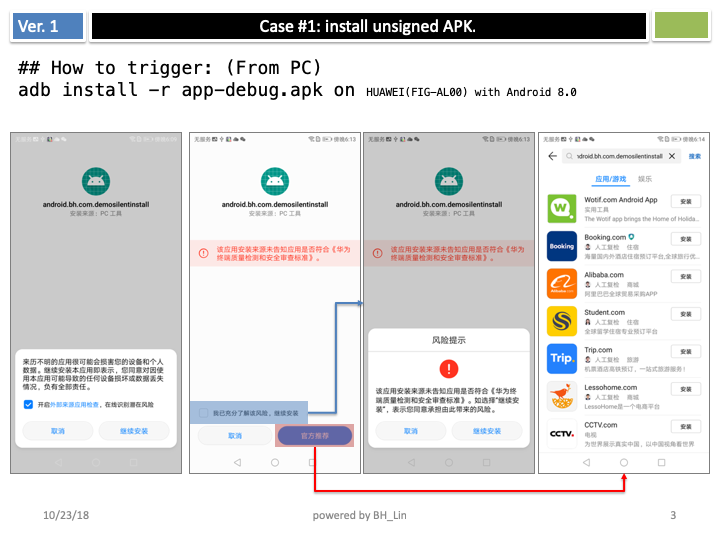 Ver. 1
Case #1: install unsigned APK.
## How to trigger: (From PC)
adb install -r app-debug.apk on HUAWEI(FIG-AL00) with Android 8.0
无服务
傍晚6:13
android.bh.com.demosilentinstall
安装来源：PC 工具
来历不明的应用很可能会损害您的设备和个人
数据。继续安装本应用即表示，您同意对因使
用本应用可能导致的任何设备损坏或数据丢失
情况，负有全部责任。
开启外部来源应用检查，在线识别潜在风险
取消
继续安装
无服务
傍晚6:13
android.bh.com.demosilentinstall
安装来源：PC 工具
该应用安装来源未告知应用是否符合《华为
终端质量检测和安全审查标准》。
我已充分了解该风险，继续安装
取消
官方推荐
无服务
傍晚6:13
android.bh.com.demosilentinstall
安装来源：PC 工具
该应用安装来源未告知应用是否符合《华为
终端质量检测和安全审查标准》。
风险提示
该应用安装来源未告知应用是否符合《华为终
端质量检测和安全审查标准》。如选择“继续安
装”，表示您同意承担由此带来的风险。
取消
继续安装
无服务
傍晚6:14
ndroid.bh.com.demosilentinstall
搜索
应用/游戏
娱乐
Wotif.com Android App
实用工具
The Wotif app brings the Home of Holida...
安装
Booking.com
人工复检 住宿
海量国内外酒店住宿预订平台,全球旅行优...
安装
Alibaba.com
人工复检 商城
阿里巴巴全球贸易采购APP
安装
Student.com
人工复检 住宿
全球留学住宿专业预订平台
安装
Trip.com
人工复检 旅游
机票酒店高铁预订，一站式旅游服务！
安装
Lessohome.com
人工复检 商城
LessoHome是一个电商平台
安装
CCTV.com
电视
为世界展示真实中国，以中国视角看世界
安装
10/23/18
powered by BH_Lin
3